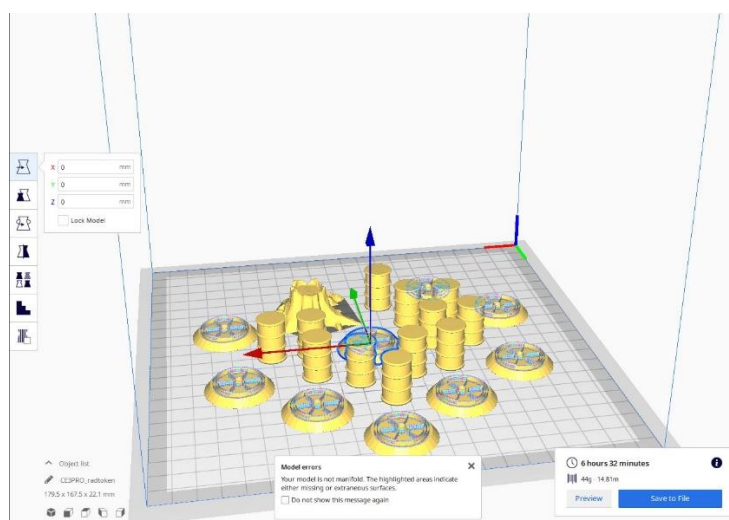 X 0 mm
Y 0 mm
Z 0 mm
Lock Model
Object list
CE3PRO_radtoken
179.5 x 167.5 x 22.1 mm
Model errors
Your model is not manifold. The highlighted areas indicate
either missing or extraneous surfaces.
Do not show this message again
6 hours 32 minutes
44g · 14.81m
Preview
Save to File